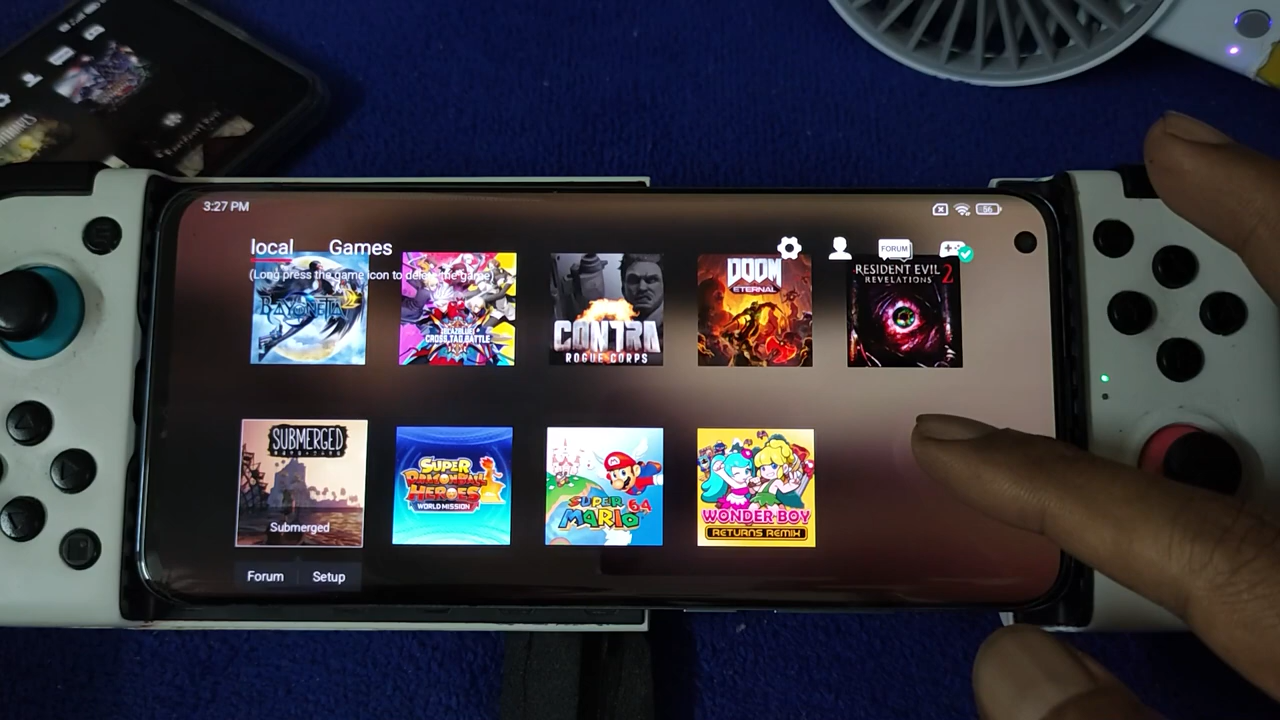 3:27 PM
56
local Games
FORUM
(Long press the game icon to delete the game)
BAYONETTA 2
BLAZBLUE
CROSS TAG BATTLE
CONTRA
ROGUE CORPS
DOOM
ETERNAL
RESIDENT EVIL
REVELATIONS 2
SUBMERGED
Submerged
SUPER
DRAGONBALL
HEROES
WORLD MISSION
SUPER
MARIO 64
WONDER BOY
RETURNS REMIX
Forum Setup